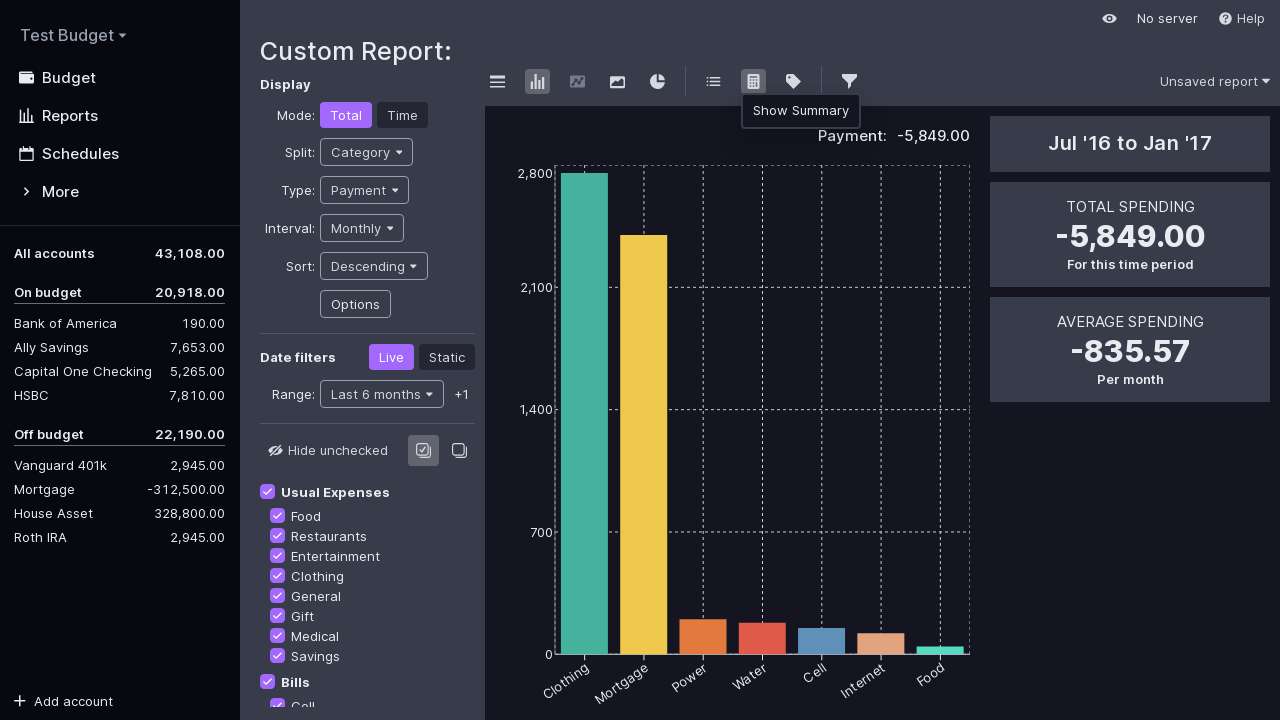 Test Budget
Budget
Reports
Schedules
More
All accounts 43,108.00
On budget 20,918.00
Bank of America 190.00
Ally Savings 7,653.00
Capital One Checking 5,265.00
HSBC 7,810.00
Off budget 22,190.00
Vanguard 401k 2,945.00
Mortgage -312,500.00
House Asset 328,800.00
Roth IRA 2,945.00
Add account
No server
Help
Custom Report:
Display
Mode: Total Time
Split: Category
Type: Payment
Interval: Monthly
Sort: Descending
Options
Date filters Live Static
Range: Last 6 months +1
Hide unchecked
Usual Expenses
Food
Restaurants
Entertainment
Clothing
General
Gift
Medical
Savings
Bills
Cell
Unsaved report
Show Summary
Payment: -5,849.00
2,800
2,100
1,400
700
0
Clothing
Mortgage
Power
Water
Cell
Internet
Food
Jul '16 to Jan '17
TOTAL SPENDING
-5,849.00
For this time period
AVERAGE SPENDING
-835.57
Per month